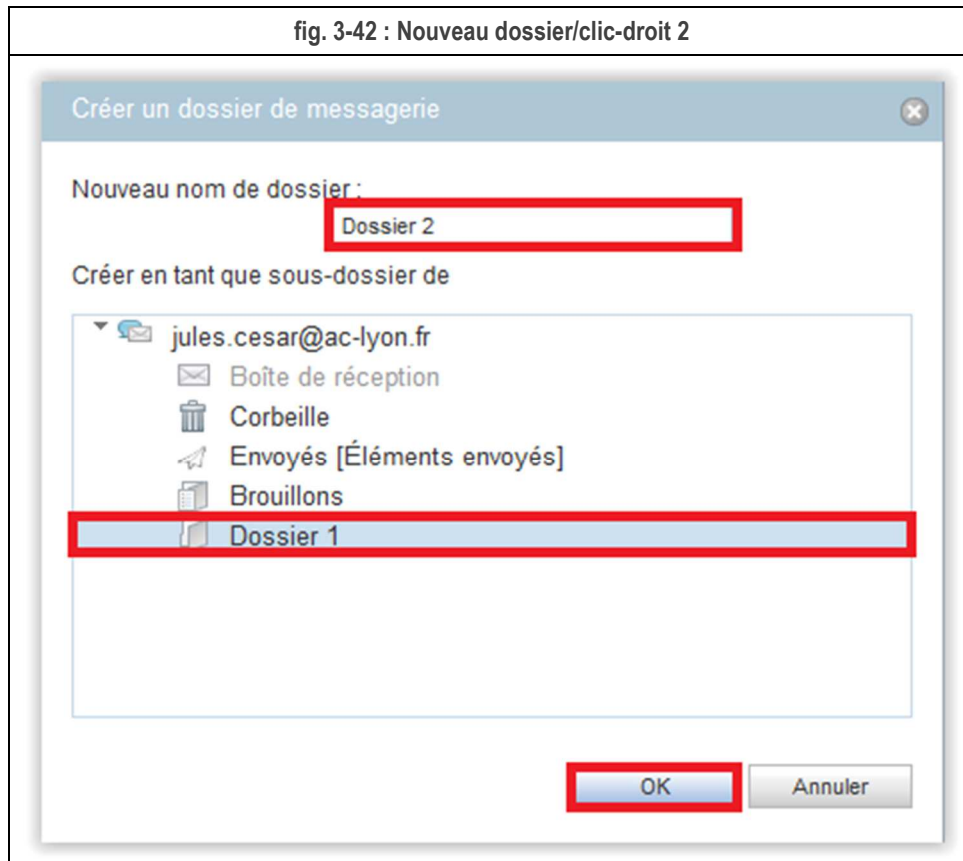 fig. 3-42 : Nouveau dossier/clic-droit 2
Créer un dossier de messagerie
Nouveau nom de dossier :
Dossier 2
Créer en tant que sous-dossier de
jules.cesar@ac-lyon.fr
Boîte de réception
Corbeille
Envoyés [Éléments envoyés]
Brouillons
Dossier 1
OK Annuler